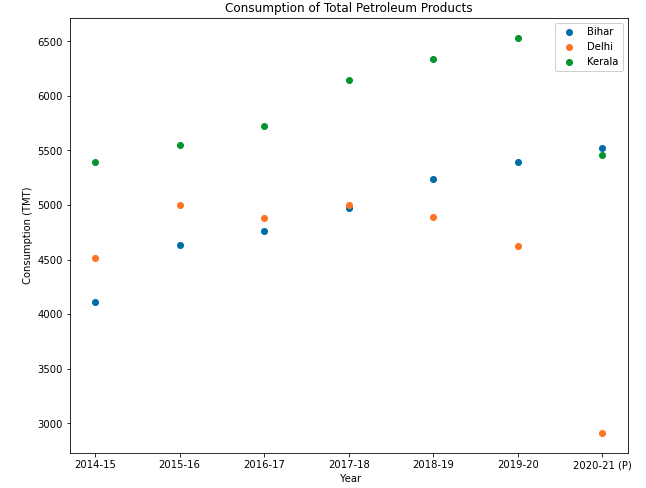 Consumption of Total Petroleum Products
Bihar
Delhi
Kerala
6500
6000
5500
5000
4500
4000
3500
3000
Consumption (TMT)
2014-15 2015-16 2016-17 2017-18 2018-19 2019-20 2020-21 (P)
Year